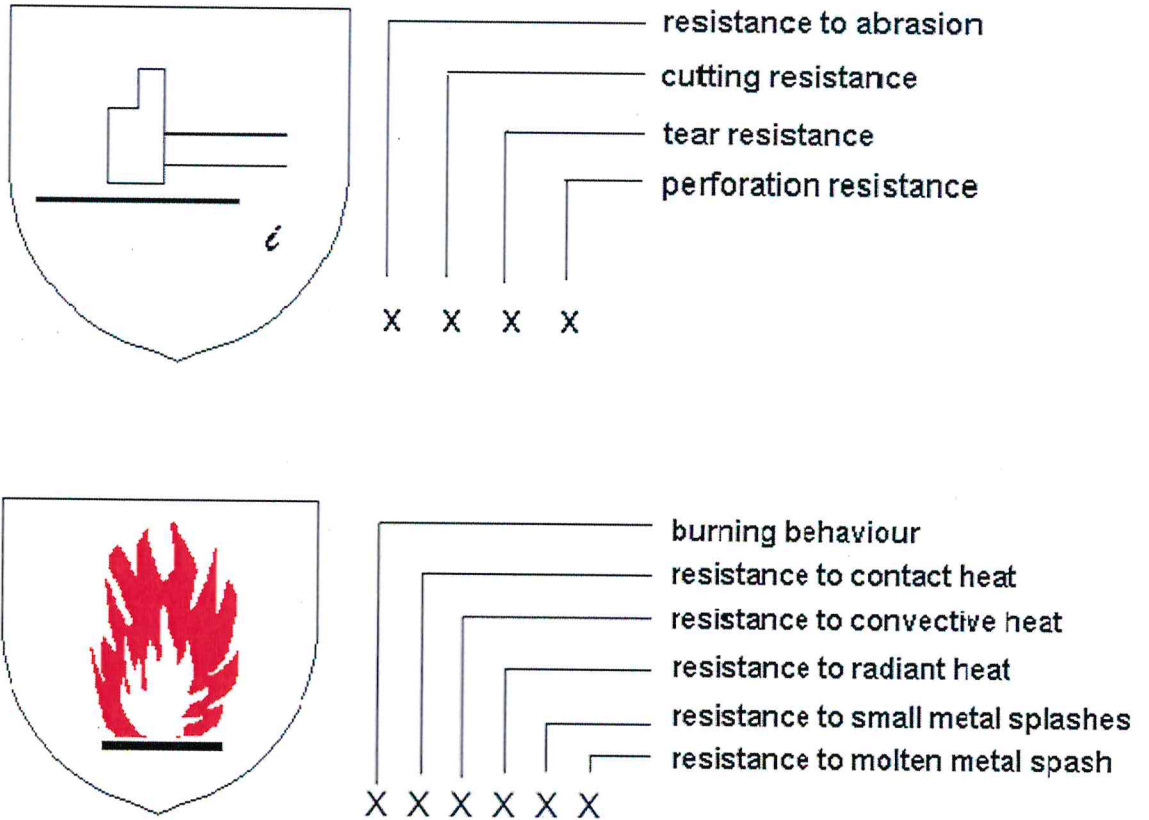 resistance to abrasion
cutting resistance
tear resistance
perforation resistance
i
x x x x
burning behaviour
resistance to contact heat
resistance to convective heat
resistance to radiant heat
resistance to small metal splashes
resistance to molten metal spash
X X X X X X